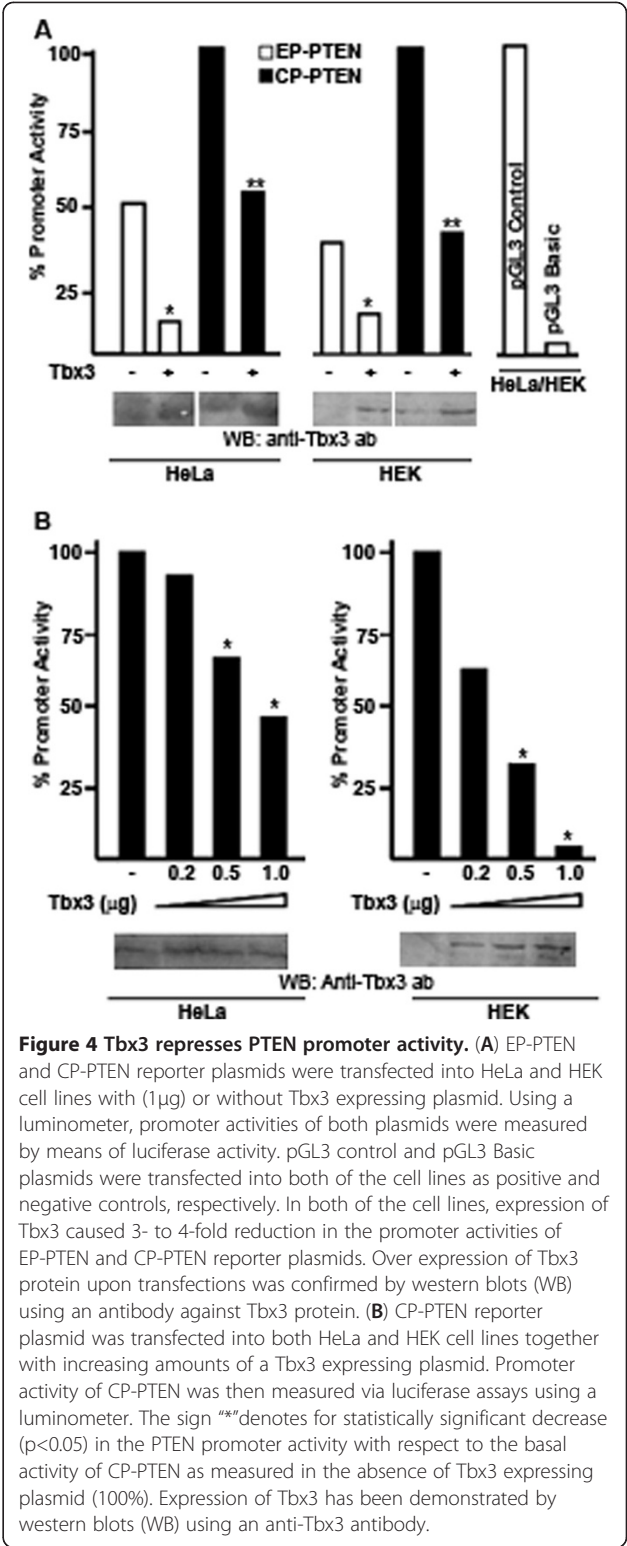 A
100
75
50
25
% Promoter Activity
EP-PTEN
CP-PTEN
*
**
*
**
pGL3 Control
pGL3 Basic
Tbx3 - + - + - + - +
HeLa/HEK
WB: anti-Tbx3 ab
HeLa HEK
B
100
75
50
25
% Promoter Activity
*
*
- 0.2 0.5 1.0
Tbx3 (µg)
100
75
50
25
% Promoter Activity
*
*
- 0.2 0.5 1.0
Tbx3 (µg)
WB: Anti-Tbx3 ab
HeLa HEK
Figure 4 Tbx3 represses PTEN promoter activity. (A) EP-PTEN
and CP-PTEN reporter plasmids were transfected into HeLa and HEK
cell lines with (1µg) or without Tbx3 expressing plasmid. Using a
luminometer, promoter activities of both plasmids were measured
by means of luciferase activity. pGL3 control and pGL3 Basic
plasmids were transfected into both of the cell lines as positive and
negative controls, respectively. In both of the cell lines, expression of
Tbx3 caused 3- to 4-fold reduction in the promoter activities of
EP-PTEN and CP-PTEN reporter plasmids. Over expression of Tbx3
protein upon transfections was confirmed by western blots (WB)
using an antibody against Tbx3 protein. (B) CP-PTEN reporter
plasmid was transfected into both HeLa and HEK cell lines together
with increasing amounts of a Tbx3 expressing plasmid. Promoter
activity of CP-PTEN was then measured via luciferase assays using a
luminometer. The sign “*”denotes for statistically significant decrease
(p<0.05) in the PTEN promoter activity with respect to the basal
activity of CP-PTEN as measured in the absence of Tbx3 expressing
plasmid (100%). Expression of Tbx3 has been demonstrated by
western blots (WB) using an anti-Tbx3 antibody.